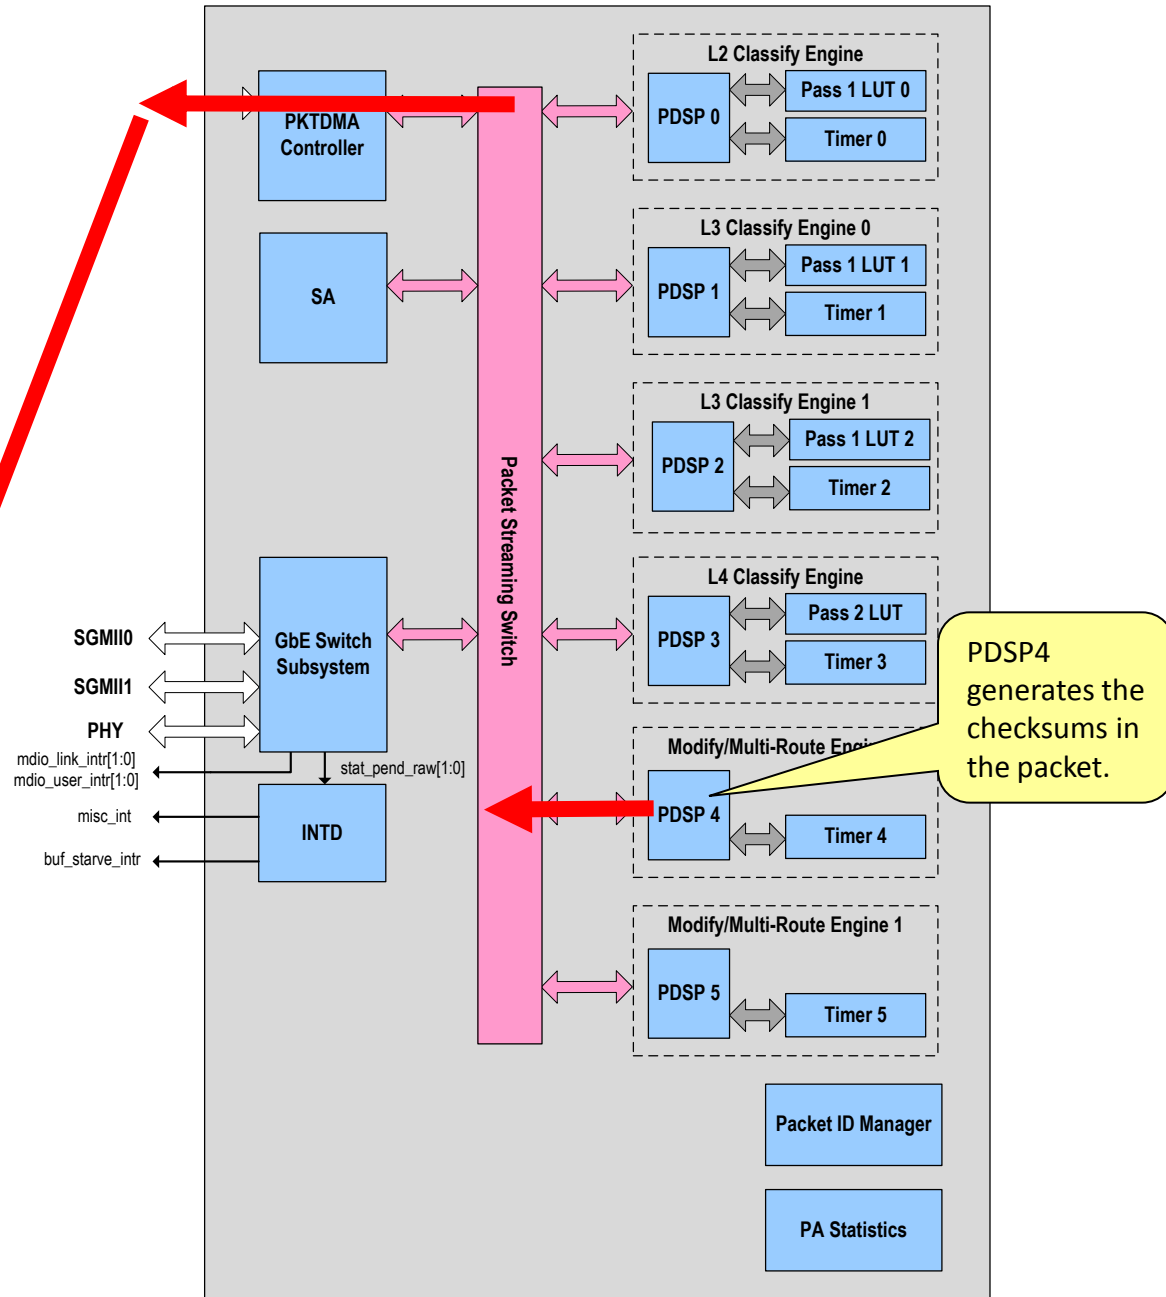 L2 Classify Engine
PDSP 0
Pass 1 LUT 0
Timer 0
PKTDMA
Controller
L3 Classify Engine 0
PDSP 1
Pass 1 LUT 1
Timer 1
SA
L3 Classify Engine 1
PDSP 2
Pass 1 LUT 2
Timer 2
Packet Streaming Switch
L4 Classify Engine
PDSP 3
Pass 2 LUT
Timer 3
SGMII0
SGMII1
PHY
GbE Switch
Subsystem
mdio_link_intr[1:0]
mdio_user_intr[1:0]
stat_pend_raw[1:0]
misc_int
buf_starve_intr
INTD
PDSP4
generates the
checksums in
the packet.
Modify/Multi-Route Engine
PDSP 4
Timer 4
Modify/Multi-Route Engine 1
PDSP 5
Timer 5
Packet ID Manager
PA Statistics